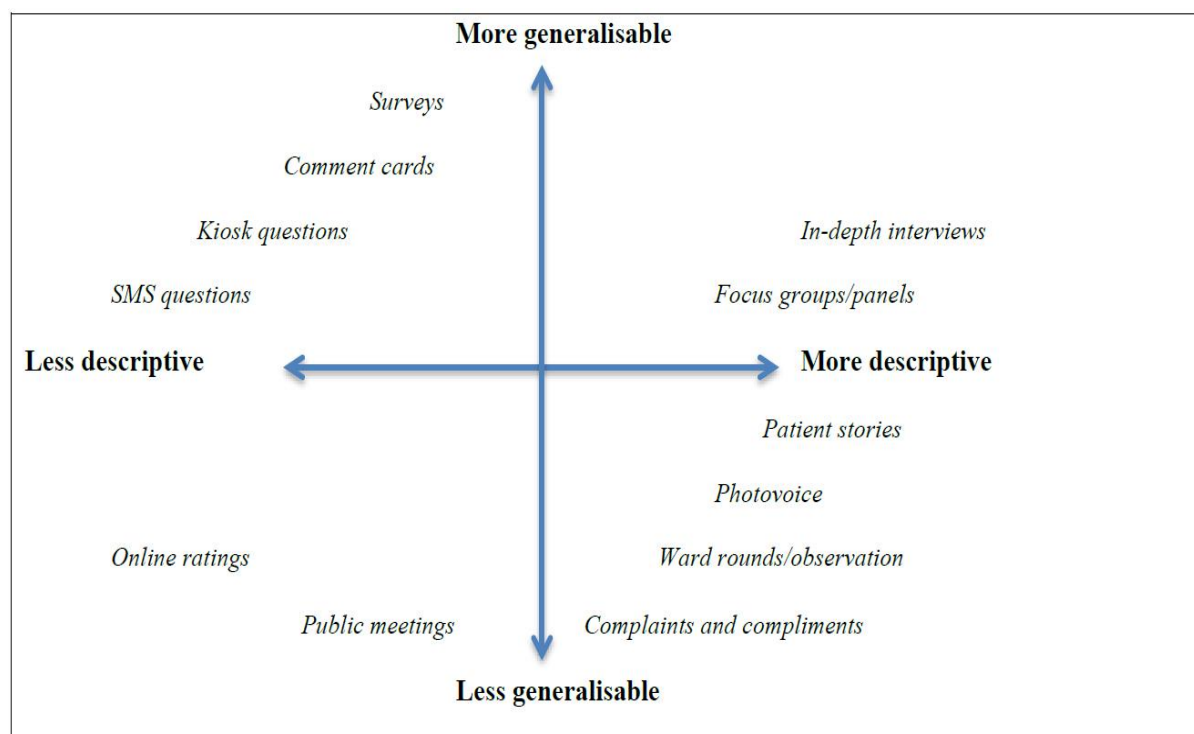 More generalisable
Surveys
Comment cards
Kiosk questions
In-depth interviews
SMS questions
Focus groups/panels
Less descriptive
More descriptive
Patient stories
Photovoice
Online ratings
Ward rounds/observation
Public meetings
Complaints and compliments
Less generalisable